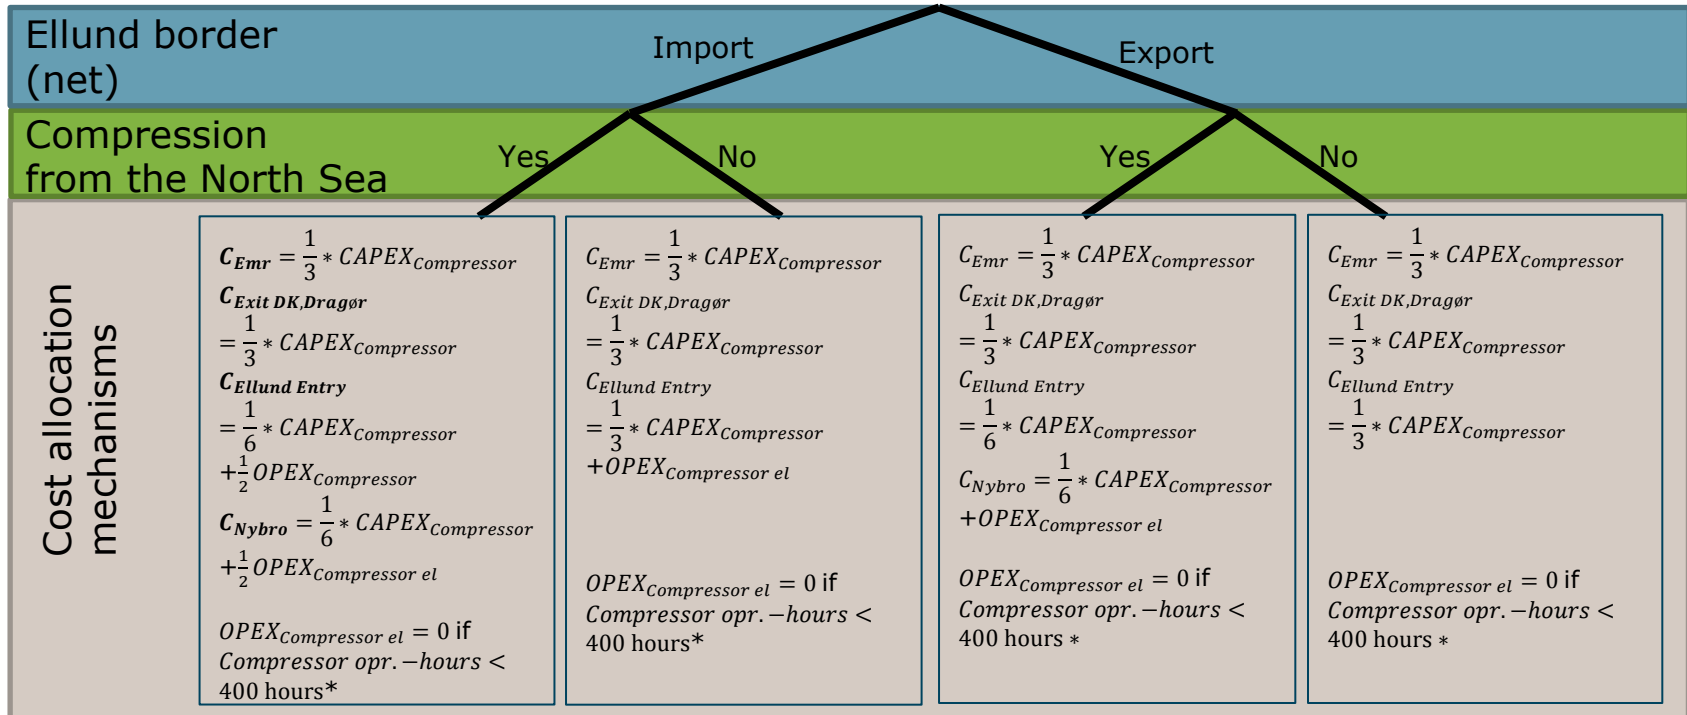 Ellund border
(net)
Import
Export
Compression
from the North Sea
Yes
No
Yes
No
Cost allocation
mechanisms
C_Emr = 1/3 * CAPEX_Compressor
C_Exit DK,Dragør
= 1/3 * CAPEX_Compressor
C_Ellund Entry
= 1/6 * CAPEX_Compressor
+ 1/2 OPEX_Compressor
C_Nybro = 1/6 * CAPEX_Compressor
+ 1/2 OPEX_Compressor el
OPEX_Compressor el = 0 if
Compressor opr.−hours <
400 hours*
C_Emr = 1/3 * CAPEX_Compressor
C_Exit DK,Dragør
= 1/3 * CAPEX_Compressor
C_Ellund Entry
= 1/3 * CAPEX_Compressor
+OPEX_Compressor el
OPEX_Compressor el = 0 if
Compressor opr.−hours <
400 hours*
C_Emr = 1/3 * CAPEX_Compressor
C_Exit DK,Dragør
= 1/3 * CAPEX_Compressor
C_Ellund Entry
= 1/6 * CAPEX_Compressor
C_Nybro = 1/6 * CAPEX_Compressor
+OPEX_Compressor el
OPEX_Compressor el = 0 if
Compressor opr.−hours <
400 hours *
C_Emr = 1/3 * CAPEX_Compressor
C_Exit DK,Dragør
= 1/3 * CAPEX_Compressor
C_Ellund Entry
= 1/3 * CAPEX_Compressor
OPEX_Compressor el = 0 if
Compressor opr.−hours <
400 hours *